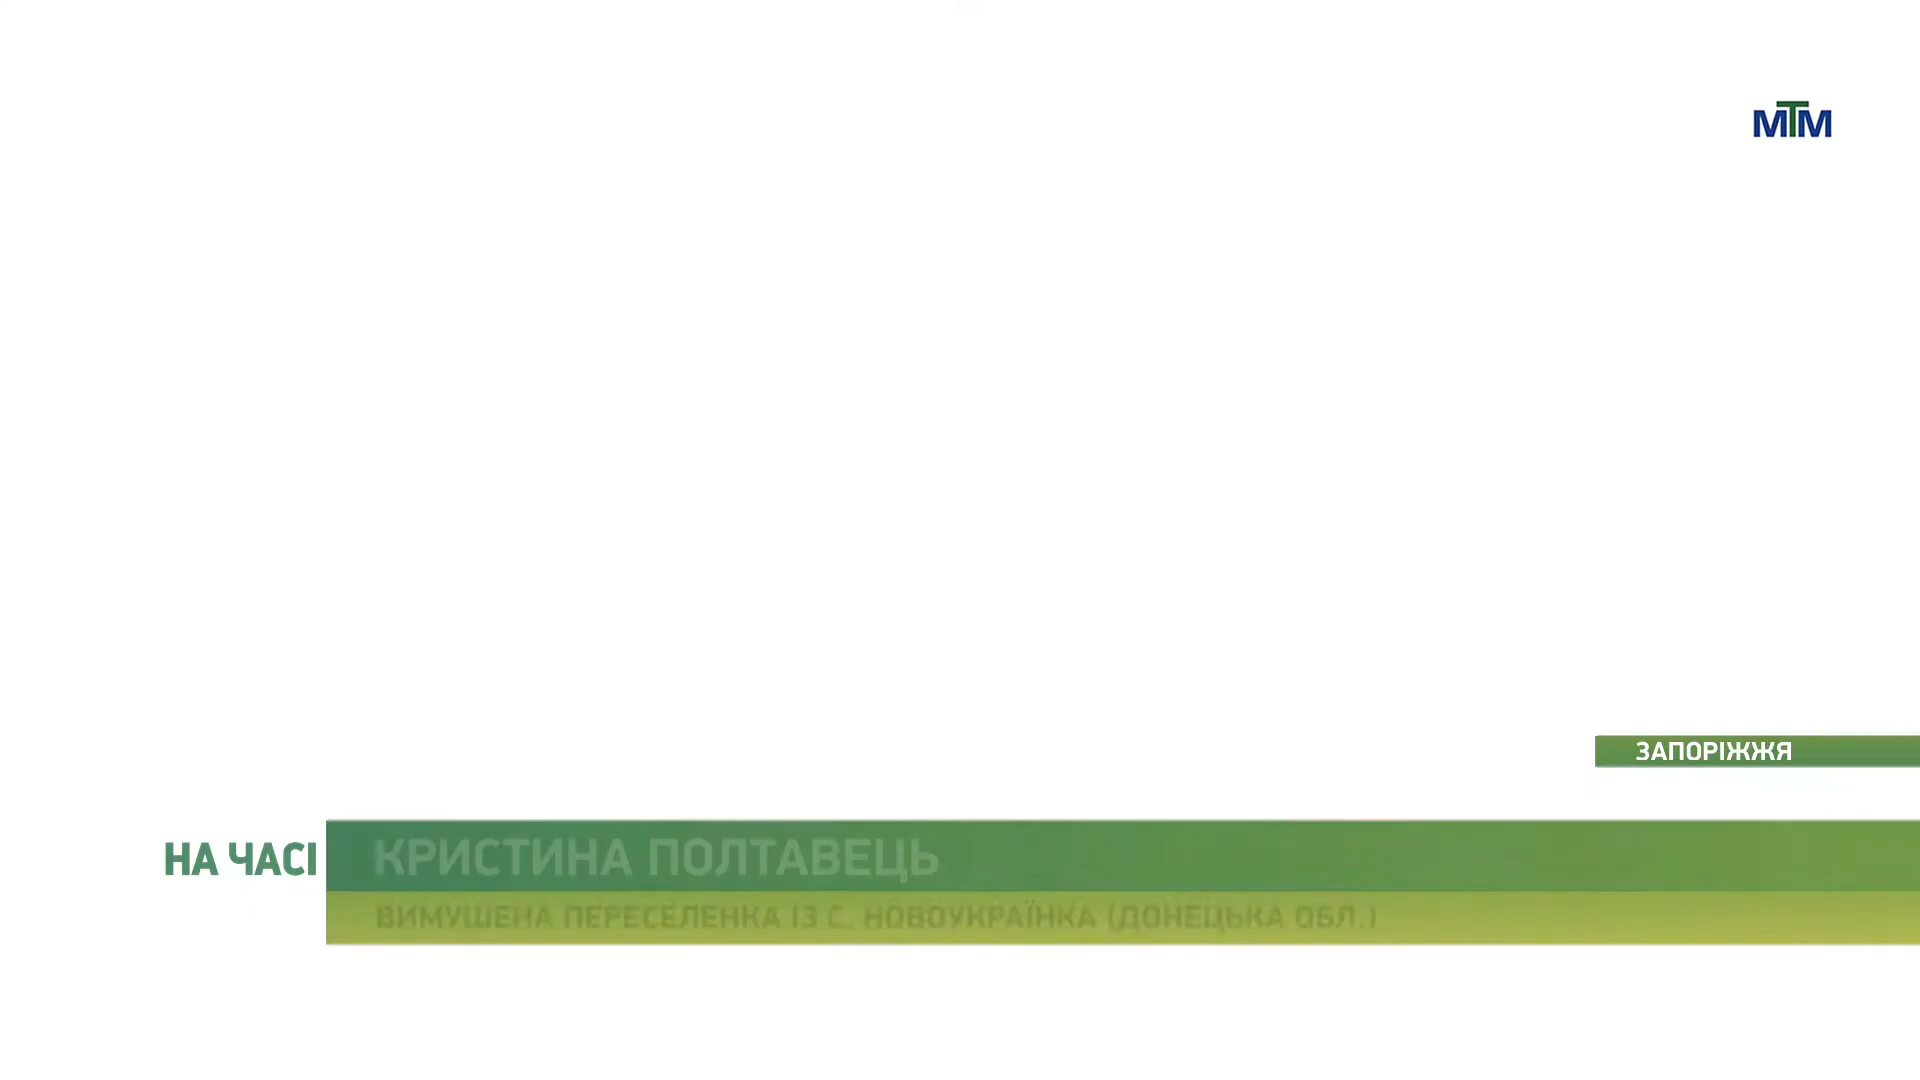 МТМ
ЗАПОРІЖЖЯ
НА ЧАСІ
КРИСТИНА ПОЛТАВЕЦЬ
ВИМУШЕНА ПЕРЕСЕЛЕНКА ІЗ С. НОВОУКРАЇНКА (ДОНЕЦЬКА ОБЛ.)